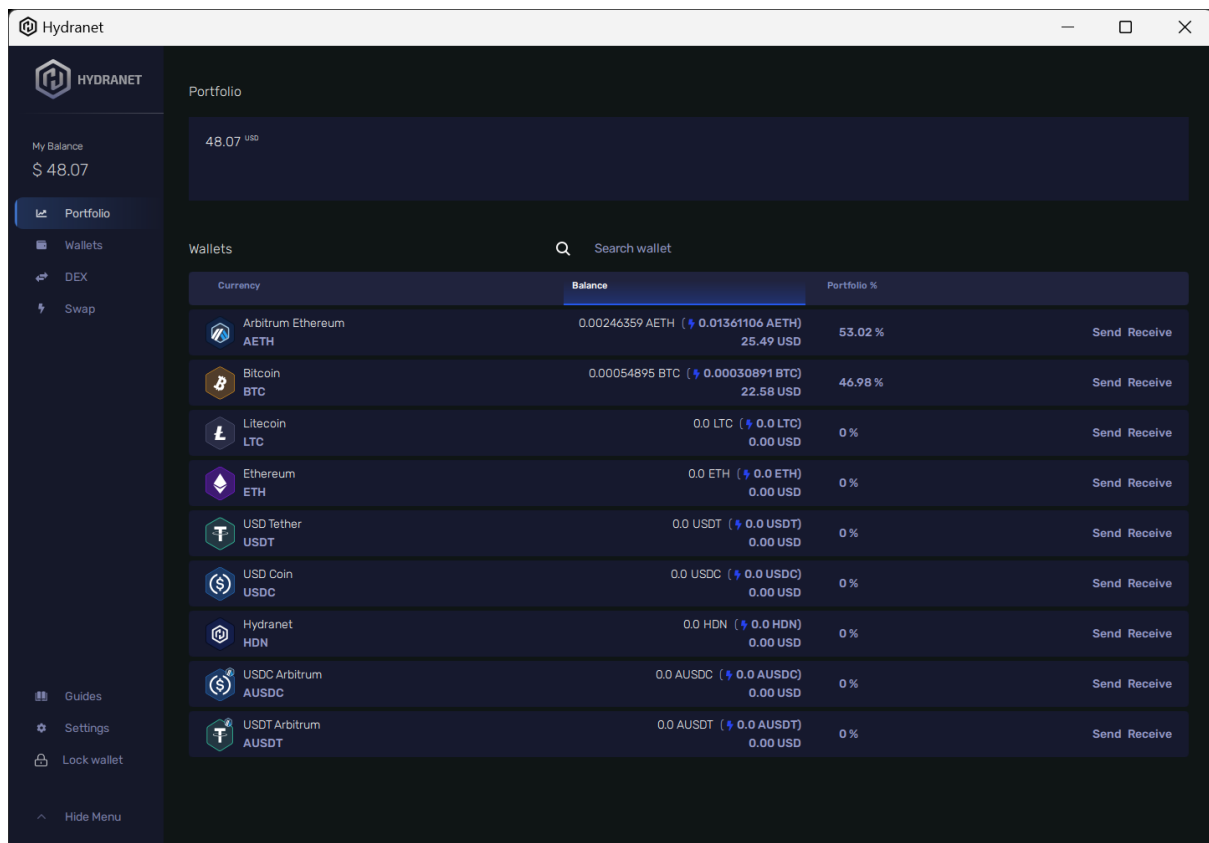 Hydranet
HYDRANET
My Balance
$ 48.07
Portfolio
Wallets
DEX
Swap
Guides
Settings
Lock wallet
Hide Menu
Portfolio
48.07 USD
Wallets
Search wallet
Currency Balance Portfolio %
Arbitrum Ethereum 0.00246359 AETH (0.01361106 AETH)
AETH 25.49 USD 53.02 % Send Receive
Bitcoin 0.00054895 BTC (0.00030891 BTC)
BTC 22.58 USD 46.98 % Send Receive
Litecoin 0.0 LTC (0.0 LTC)
LTC 0.00 USD 0 % Send Receive
Ethereum 0.0 ETH (0.0 ETH)
ETH 0.00 USD 0 % Send Receive
USD Tether 0.0 USDT (0.0 USDT)
USDT 0.00 USD 0 % Send Receive
USD Coin 0.0 USDC (0.0 USDC)
USDC 0.00 USD 0 % Send Receive
Hydranet 0.0 HDN (0.0 HDN)
HDN 0.00 USD 0 % Send Receive
USDC Arbitrum 0.0 AUSDC (0.0 AUSDC)
AUSDC 0.00 USD 0 % Send Receive
USDT Arbitrum 0.0 AUSDT (0.0 AUSDT)
AUSDT 0.00 USD 0 % Send Receive